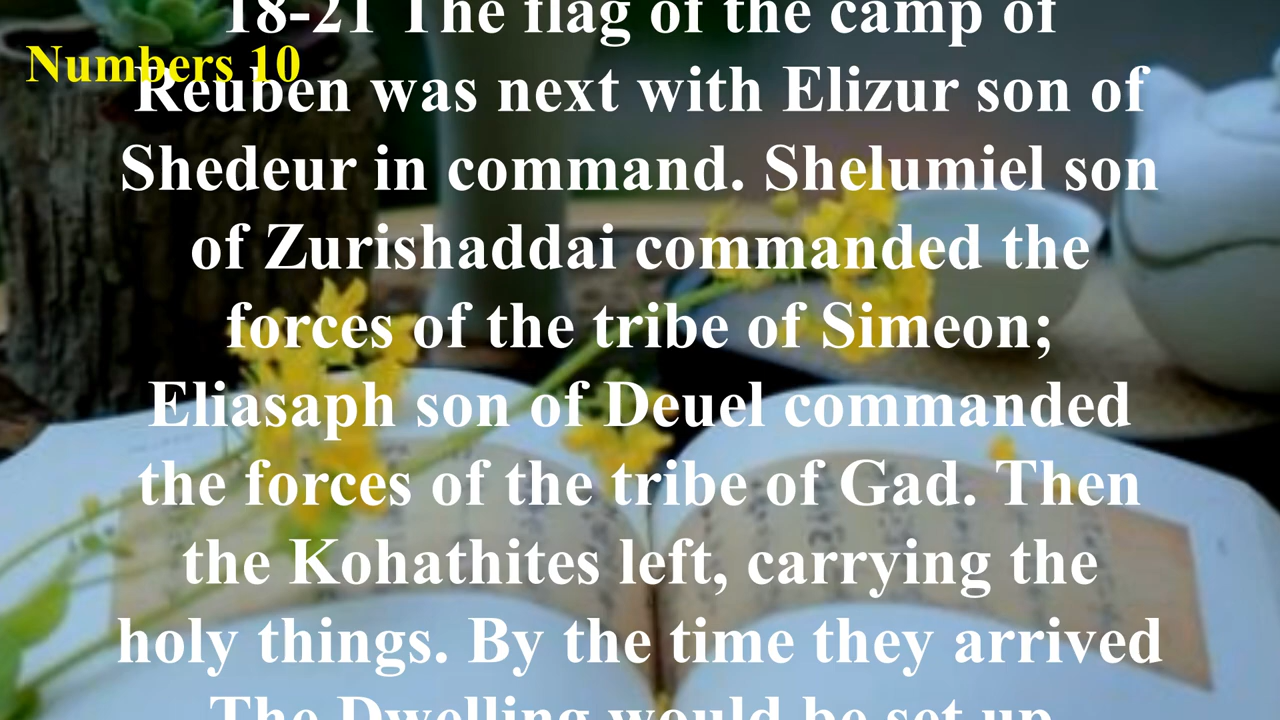 18-21 The flag of the camp of
Numbers 10
Reuben was next with Elizur son of
Shedeur in command. Shelumiel son
of Zurishaddai commanded the
forces of the tribe of Simeon;
Eliasaph son of Deuel commanded
the forces of the tribe of Gad. Then
the Kohathites left, carrying the
holy things. By the time they arrived
The Dwelling would be set up.